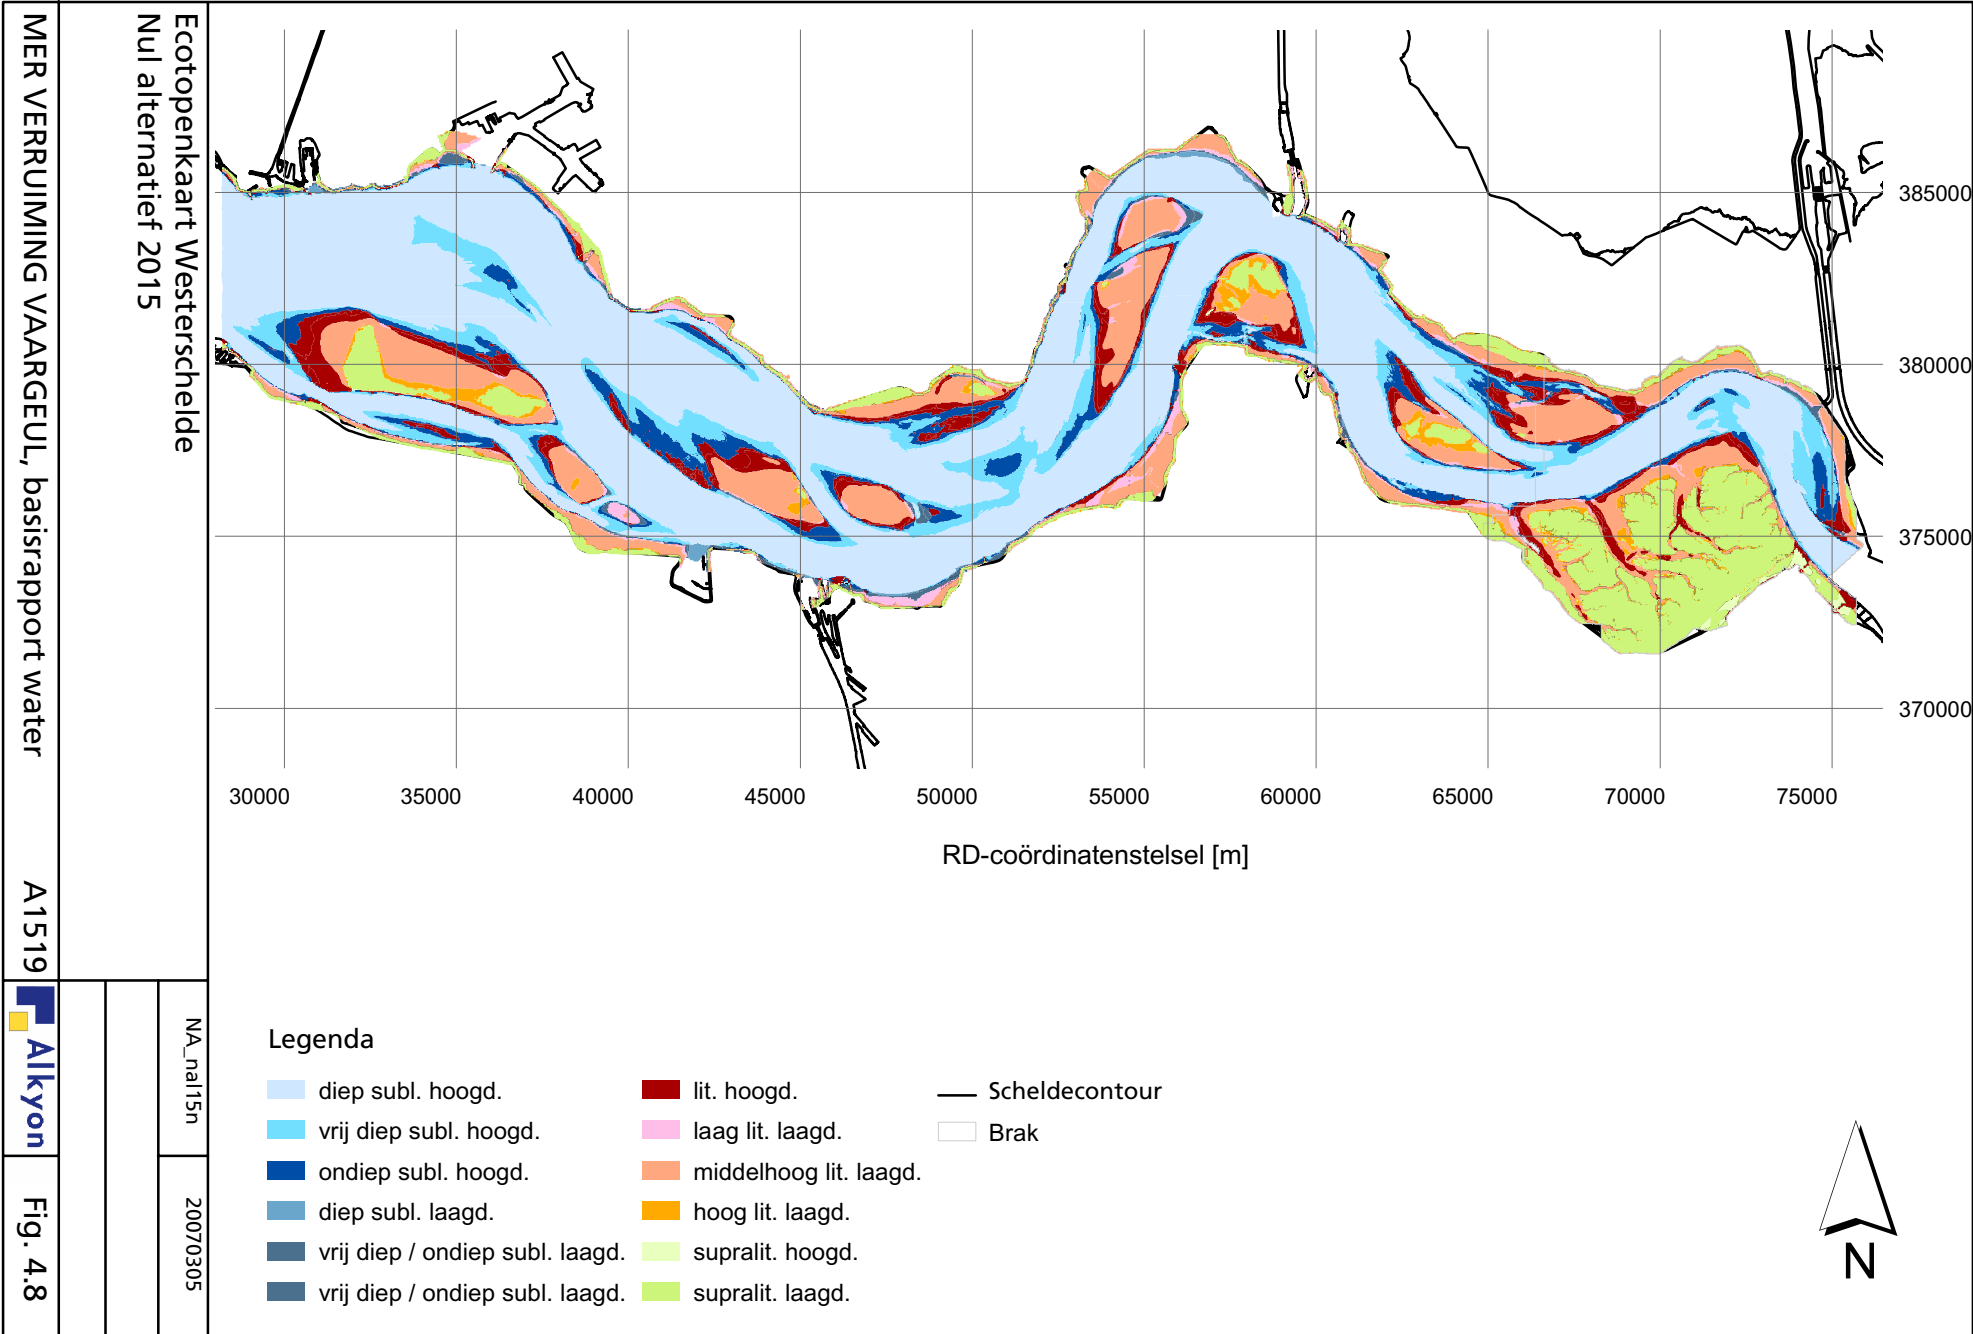 Ecotopenkaart Westerschelde
Nul alternatief 2015
MER VERRUIMING VAARGEUL, basisrapport water
A1519
NA_nal15n
20070305
Alkyon
Fig. 4.8
385000
380000
375000
370000
30000 35000 40000 45000 50000 55000 60000 65000 70000 75000
RD-coördinatenstelsel [m]
Legenda
diep subl. hoogd.
vrij diep subl. hoogd.
ondiep subl. hoogd.
diep subl. laagd.
vrij diep / ondiep subl. laagd.
vrij diep / ondiep subl. laagd.
lit. hoogd.
laag lit. laagd.
middelhoog lit. laagd.
hoog lit. laagd.
supralit. hoogd.
supralit. laagd.
Scheldecontour
Brak
N